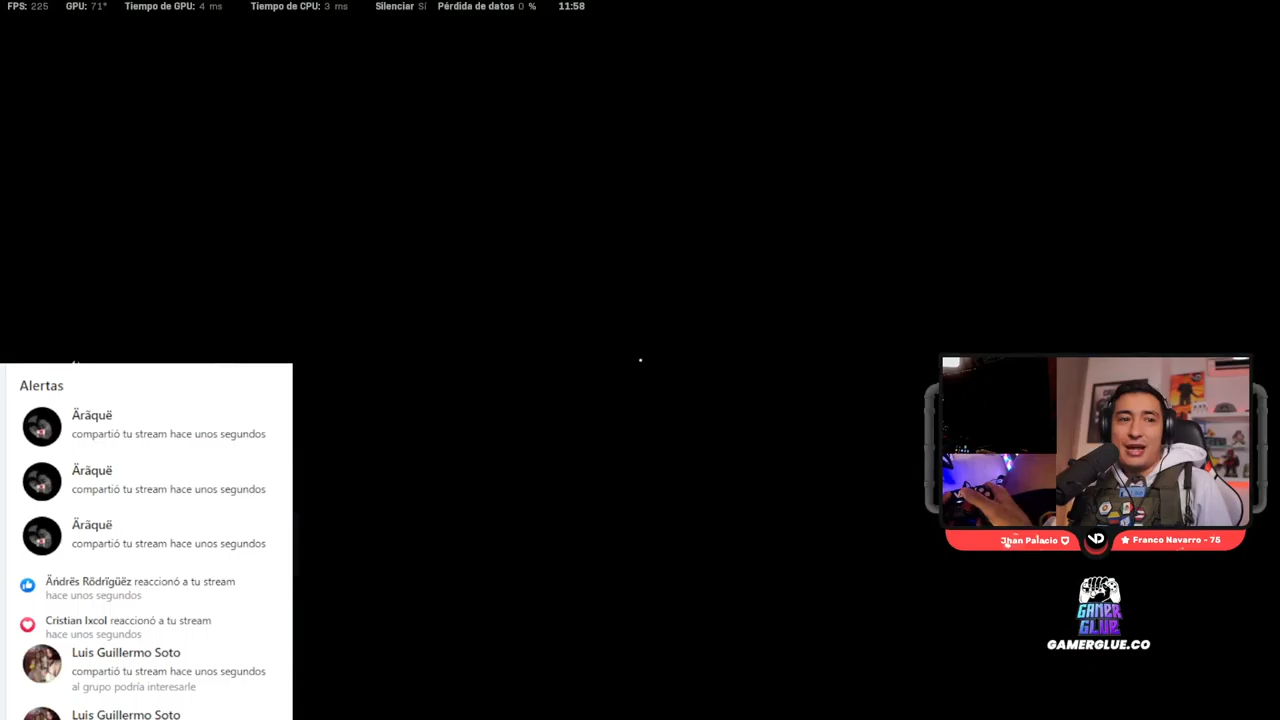 FPS: 225 GPU: 71° Tiempo de GPU: 4 ms Tiempo de CPU: 3 ms Silenciar Sí Pérdida de datos 0 % 11:58
Alertas
Äräquë
compartió tu stream hace unos segundos
Äräquë
compartió tu stream hace unos segundos
Äräquë
compartió tu stream hace unos segundos
Ändrës Rödrïgüëz reaccionó a tu stream
hace unos segundos
Cristian Ixcol reaccionó a tu stream
hace unos segundos
Luis Guillermo Soto
compartió tu stream hace unos segundos
al grupo podría interesarle
Luis Guillermo Soto
Jhan Palacio
Franco Navarro - 75
GAMER
GLUE
GAMERGLUE.CO